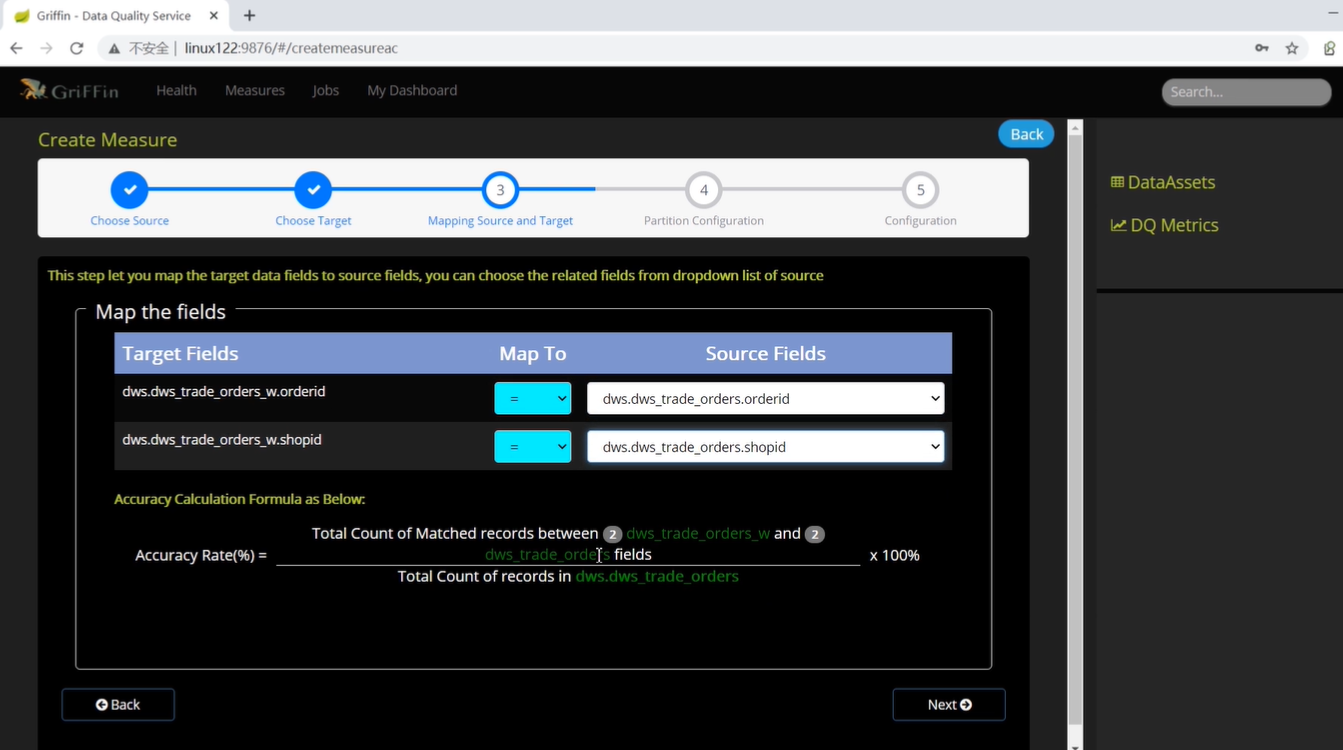 Griffin - Data Quality Service
不安全 | linux122:9876/#/createmeasureac
GriFFin Health Measures Jobs My Dashboard Search...
Create Measure Back
3 4 5
Choose Source Choose Target Mapping Source and Target Partition Configuration Configuration
DataAssets
DQ Metrics
This step let you map the target data fields to source fields, you can choose the related fields from dropdown list of source
Map the fields
Target Fields Map To Source Fields
dws.dws_trade_orders_w.orderid = dws.dws_trade_orders.orderid
dws.dws_trade_orders_w.shopid = dws.dws_trade_orders.shopid
Accuracy Calculation Formula as Below:
Total Count of Matched records between 2 dws_trade_orders_w and 2
Accuracy Rate(%) = dws_trade_orders fields x 100%
Total Count of records in dws.dws_trade_orders
Back Next